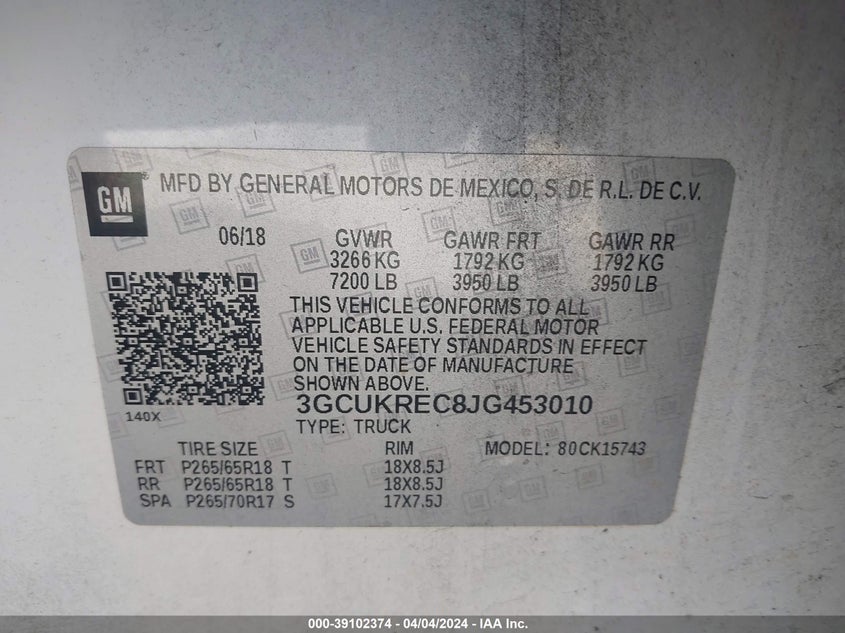 GM
MFD BY GENERAL MOTORS DE MEXICO, S. DE R.L. DE C.V.
06/18 GVWR GAWR FRT GAWR RR
3266 KG 1792 KG 1792 KG
7200 LB 3950 LB 3950 LB
THIS VEHICLE CONFORMS TO ALL
APPLICABLE U.S. FEDERAL MOTOR
VEHICLE SAFETY STANDARDS IN EFFECT
ON THE DATE OF MANUFACTURE
SHOWN ABOVE.
3GCUKREC8JG453010
140X
TYPE: TRUCK
TIRE SIZE RIM MODEL: 80CK15743
FRT P265/65R18 T 18X8.5J
RR P265/65R18 T 18X8.5J
SPA P265/70R17 S 17X7.5J
000-39102374 | 04/04/2024 - IAA Inc.